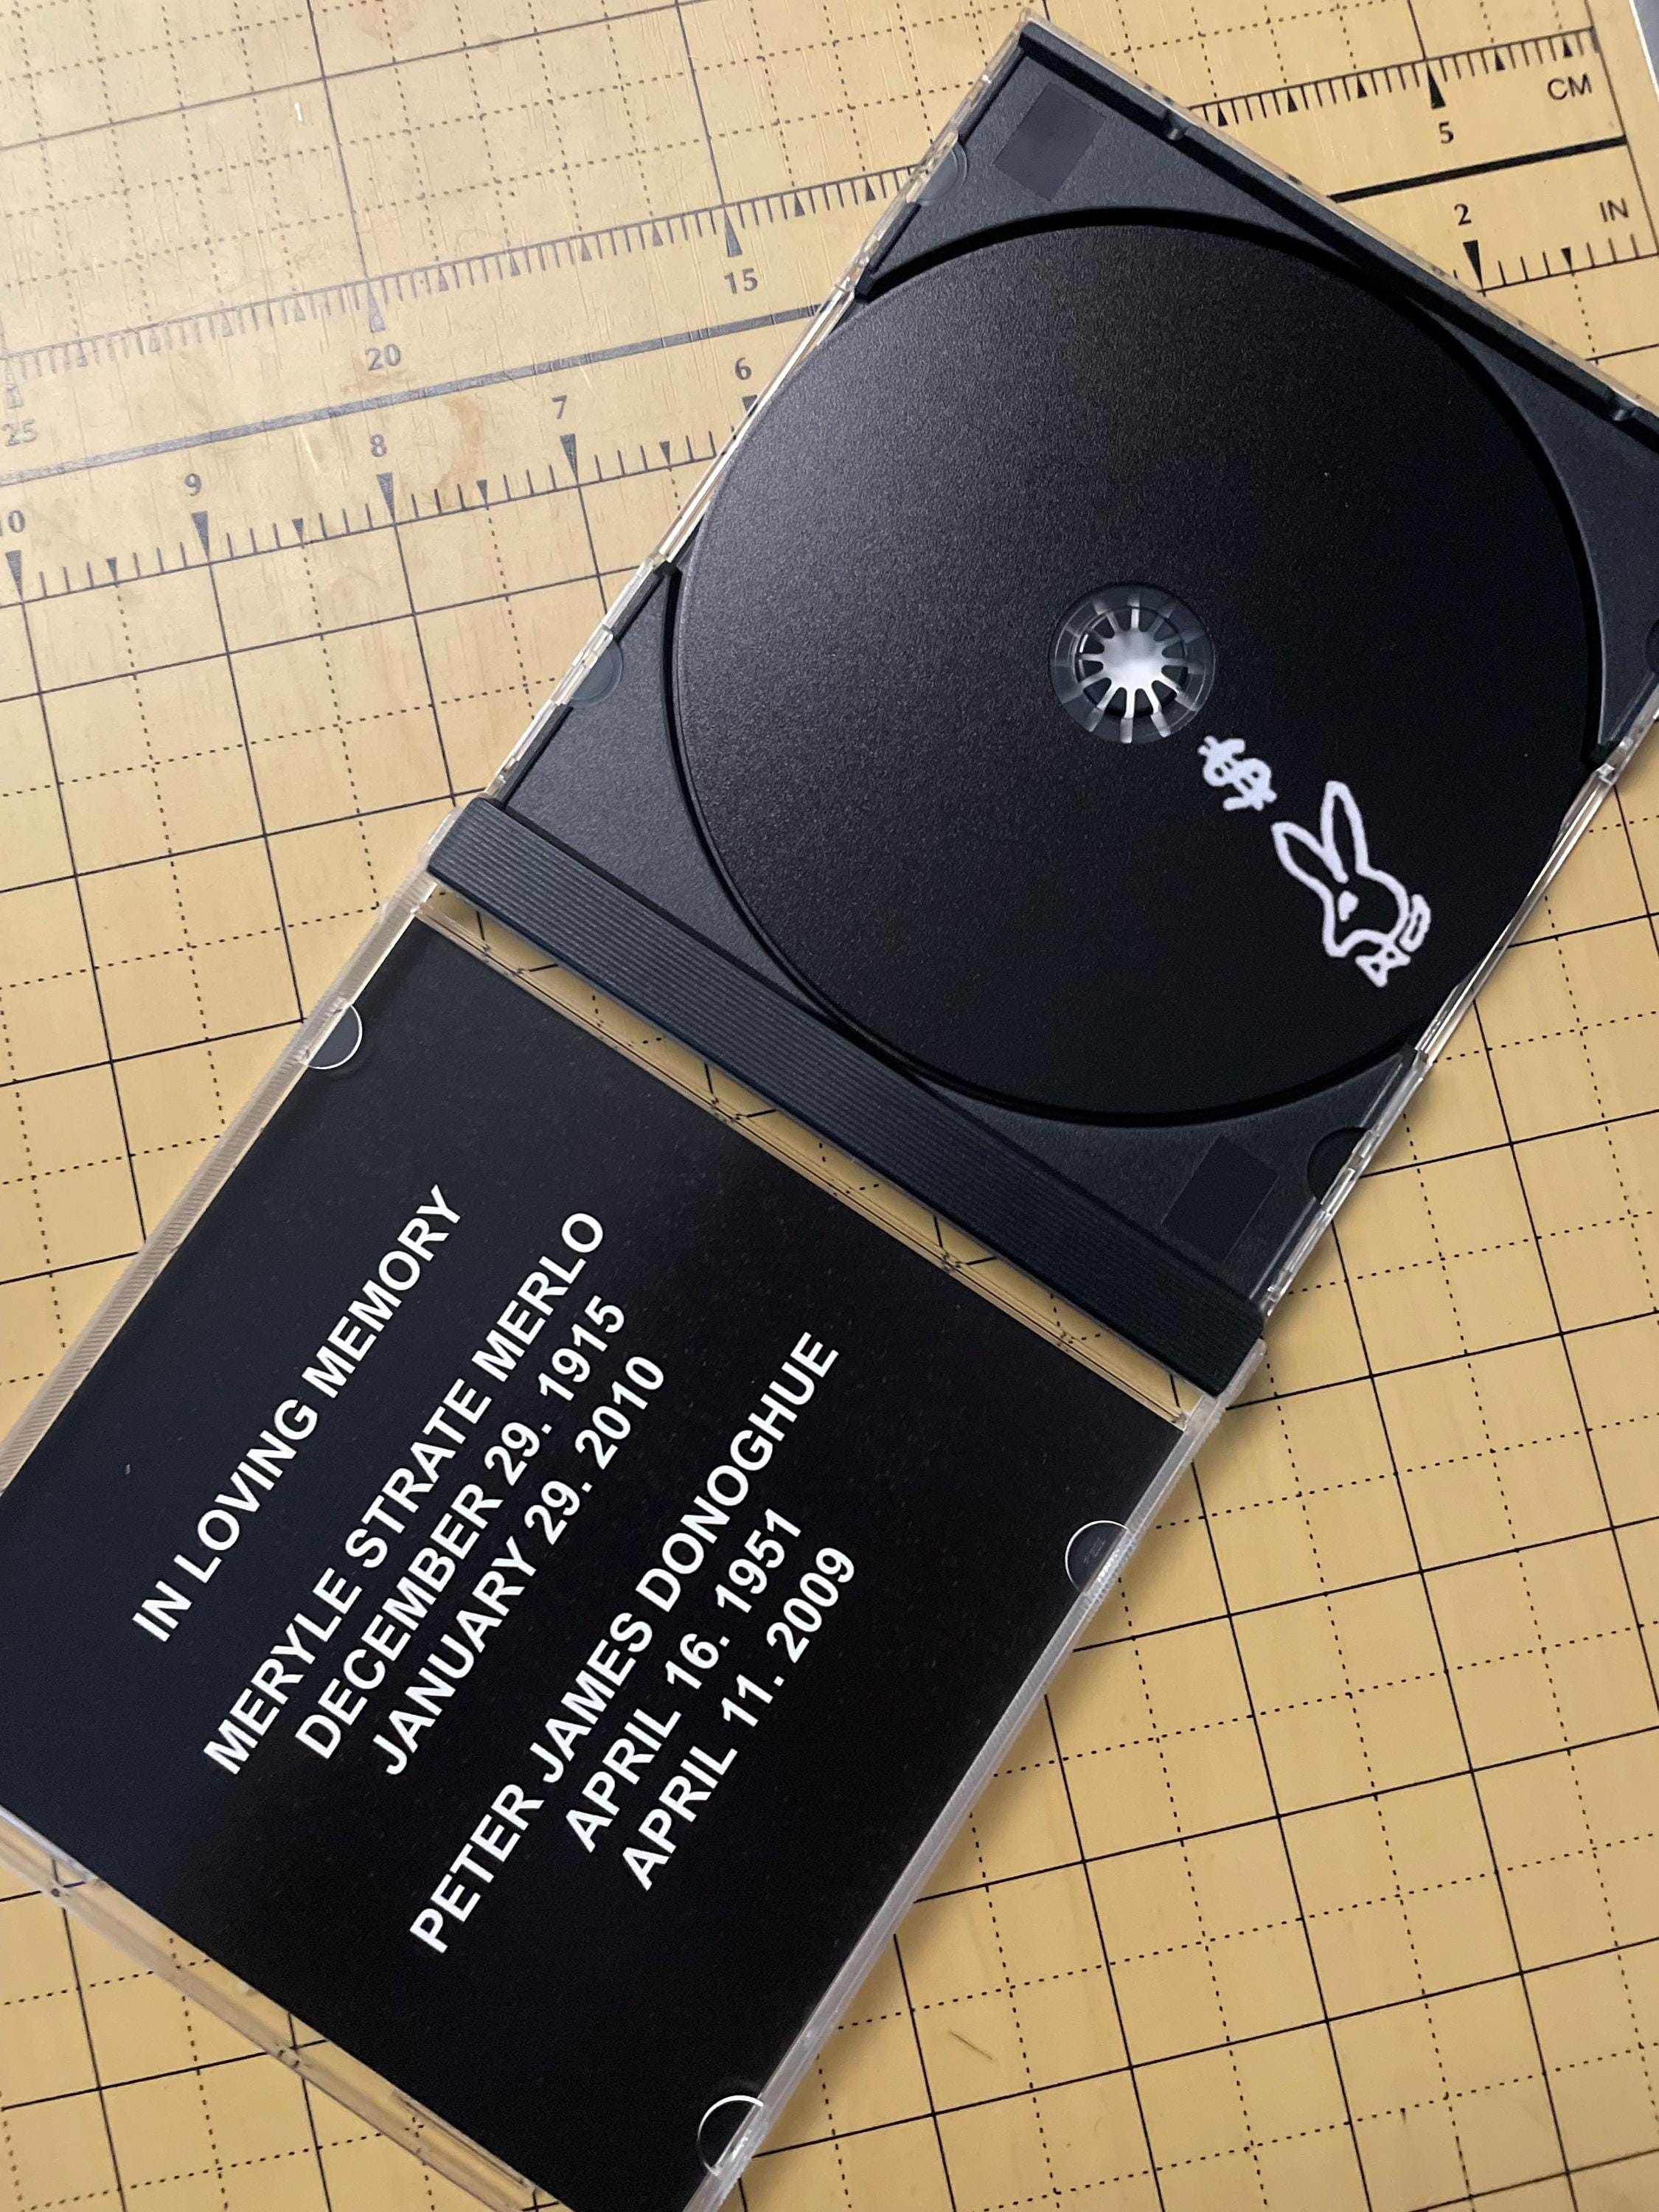 CM
5
15
20
25
2
IN
6
7
8
9
10
$
IN LOVING MEMORY
MERYLE STRATE MERLO
DECEMBER 29. 1915
JANUARY 29. 2010
PETER JAMES DONOGHUE
APRIL 16. 1951
APRIL 11. 2009